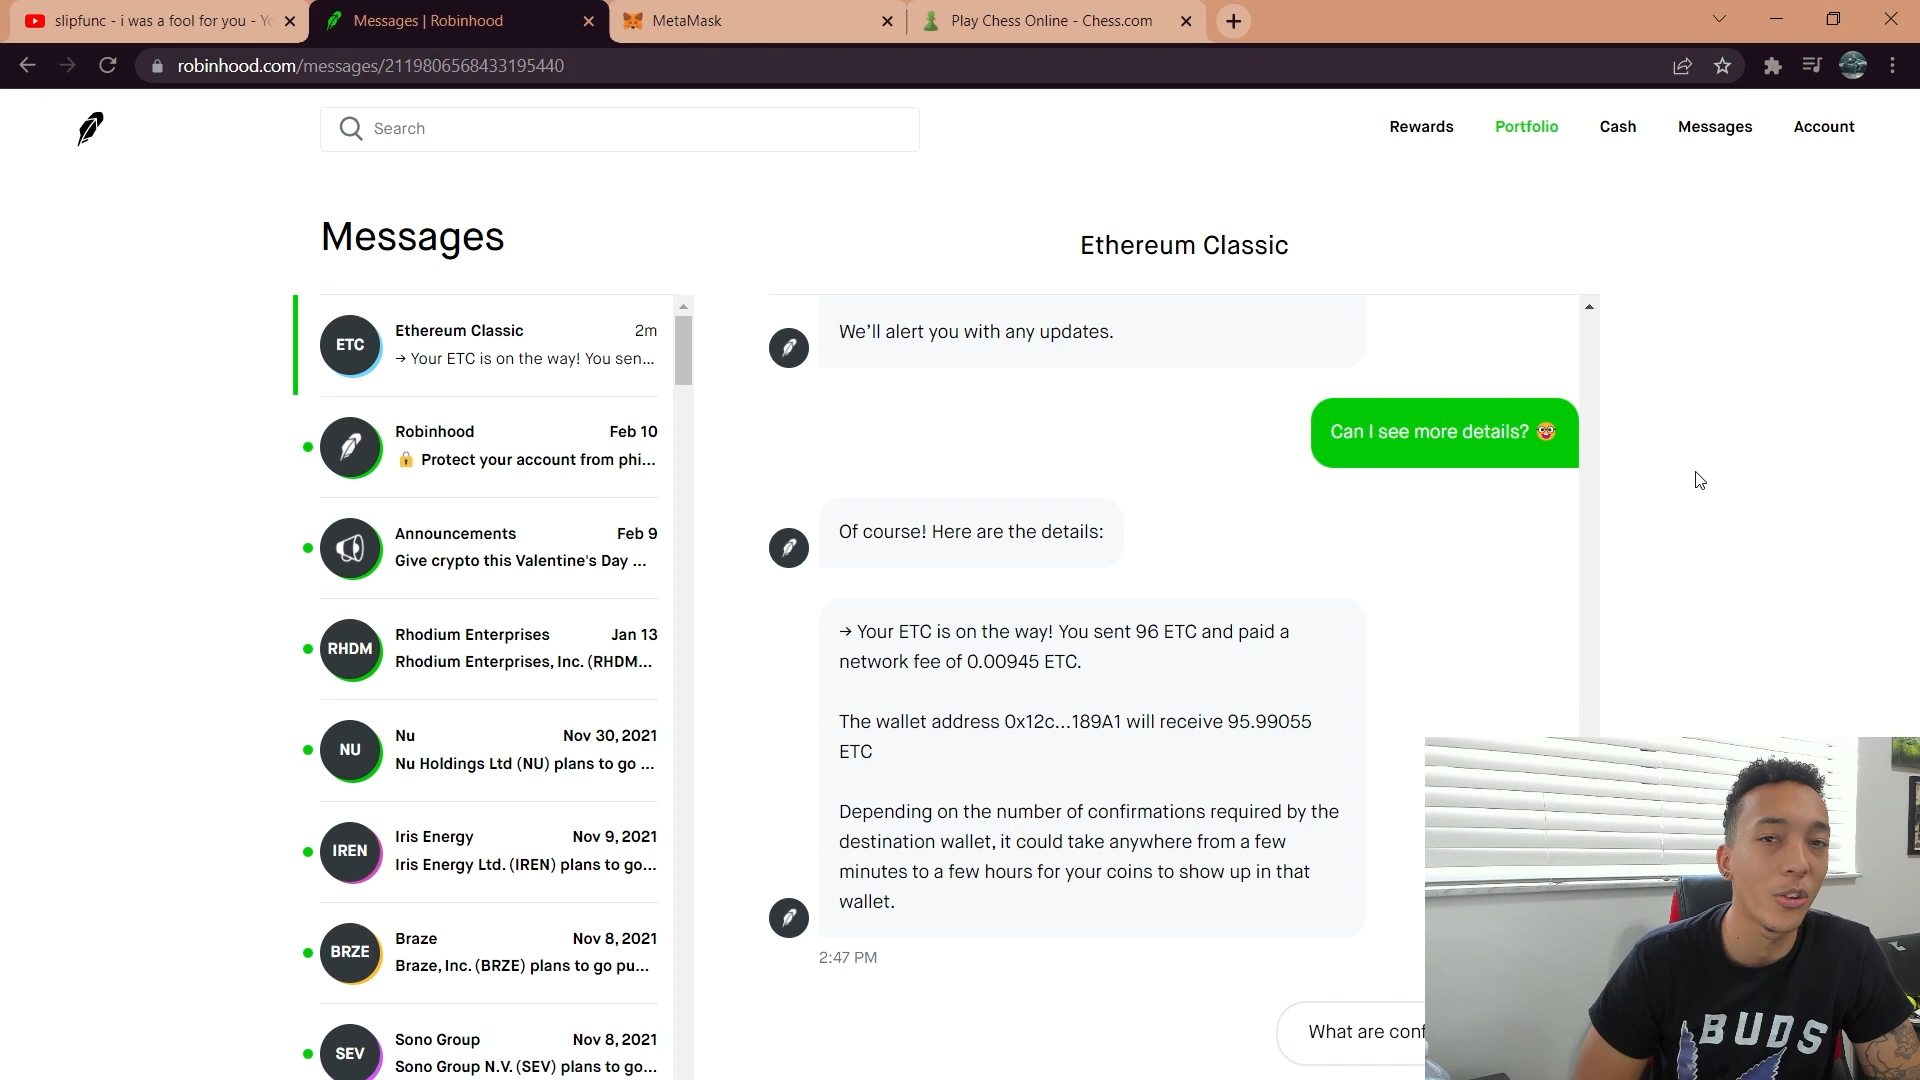 slipfunc - i was a fool for you - Yo
Messages | Robinhood
MetaMask
Play Chess Online - Chess.com
robinhood.com/messages/2119806568433195440
Search
Rewards
Portfolio
Cash
Messages
Account
Messages
ETC
Ethereum Classic
2m
→ Your ETC is on the way! You sen...
Robinhood
Feb 10
🔒 Protect your account from phi...
Announcements
Feb 9
Give crypto this Valentine's Day ...
RHDM
Rhodium Enterprises
Jan 13
Rhodium Enterprises, Inc. (RHDM...
NU
Nu
Nov 30, 2021
Nu Holdings Ltd (NU) plans to go ...
IREN
Iris Energy
Nov 9, 2021
Iris Energy Ltd. (IREN) plans to go...
BRZE
Braze
Nov 8, 2021
Braze, Inc. (BRZE) plans to go pu...
SEV
Sono Group
Nov 8, 2021
Sono Group N.V. (SEV) plans to go...
Ethereum Classic
We’ll alert you with any updates.
Can I see more details? 🤓
Of course! Here are the details:
→ Your ETC is on the way! You sent 96 ETC and paid a
network fee of 0.00945 ETC.
The wallet address 0x12c...189A1 will receive 95.99055
ETC
Depending on the number of confirmations required by the
destination wallet, it could take anywhere from a few
minutes to a few hours for your coins to show up in that
wallet.
2:47 PM
What are conf
BUDS